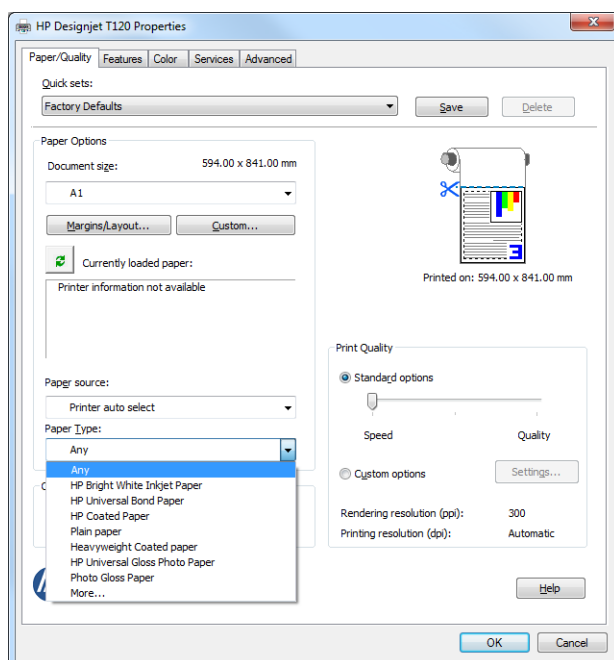 HP Designjet T120 Properties
Paper/Quality Features Color Services Advanced
Quick sets:
Factory Defaults Save Delete
Paper Options
Document size: 594.00 x 841.00 mm
A1
Margins/Layout... Custom...
Currently loaded paper:
Printer information not available
Printed on: 594.00 x 841.00 mm
Paper source:
Printer auto select
Paper Type:
Any
Any
HP Bright White Inkjet Paper
HP Universal Bond Paper
HP Coated Paper
Plain paper
Heavyweight Coated paper
HP Universal Gloss Photo Paper
Photo Gloss Paper
More...
Print Quality
Standard options
Speed Quality
Custom options Settings...
Rendering resolution (ppi): 300
Printing resolution (dpi): Automatic
Help
OK Cancel